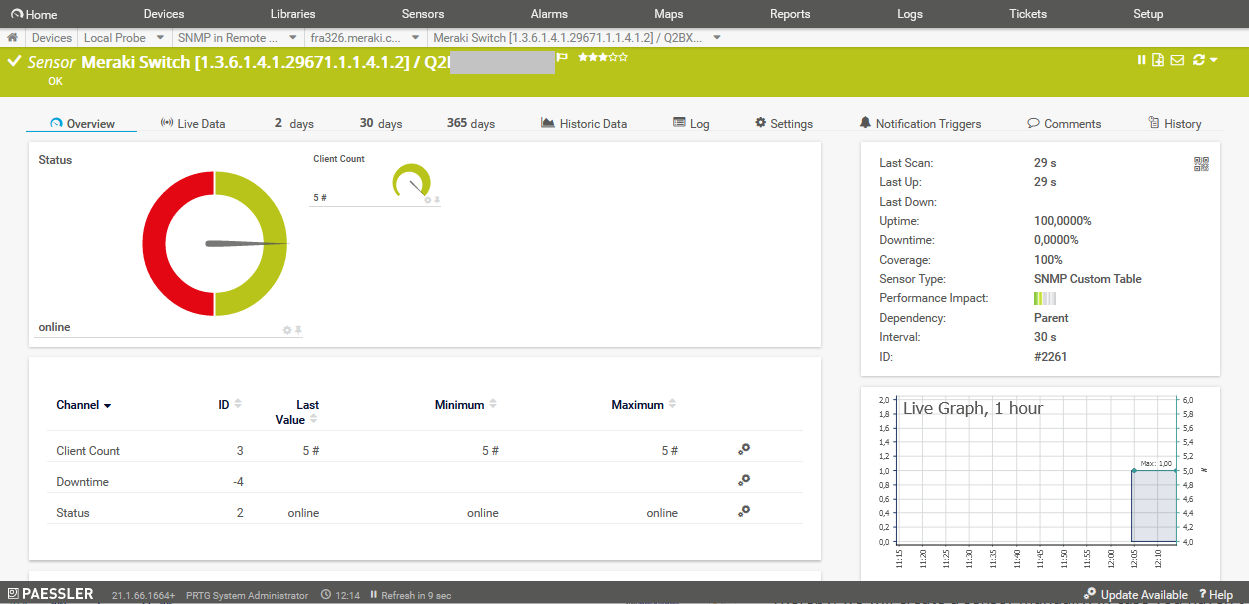 Home Devices Libraries Sensors Alarms Maps Reports Logs Tickets Setup
Devices Local Probe SNMP in Remote ... fra326.meraki.c... Meraki Switch [1.3.6.1.4.1.29671.1.1.4.1.2] / Q2BX...
Sensor Meraki Switch [1.3.6.1.4.1.29671.1.1.4.1.2] / Q2
OK
Overview Live Data 2 days 30 days 365 days Historic Data Log Settings Notification Triggers Comments History
Status
Client Count
5 #
online
Channel ID Last Value Minimum Maximum
Client Count 3 5 # 5 # 5 #
Downtime -4
Status 2 online online online
Last Scan: 29 s
Last Up: 29 s
Last Down:
Uptime: 100,0000%
Downtime: 0,0000%
Coverage: 100%
Sensor Type: SNMP Custom Table
Performance Impact:
Dependency: Parent
Interval: 30 s
ID: #2261
Live Graph, 1 hour
2,0 6,0
1,8 5,8
1,6 5,6
1,4 5,4
1,2 5,2
Max: 1,00
1,0 5,0 #
0,8 4,8
0,6 4,6
0,4 4,4
0,2 4,2
0,0 4,0
11:15 11:20 11:25 11:30 11:35 11:40 11:45 11:50 11:55 12:00 12:05 12:10
PAESSLER 21.1.66.1664+ PRTG System Administrator 12:14 Refresh in 9 sec Update Available ? Help